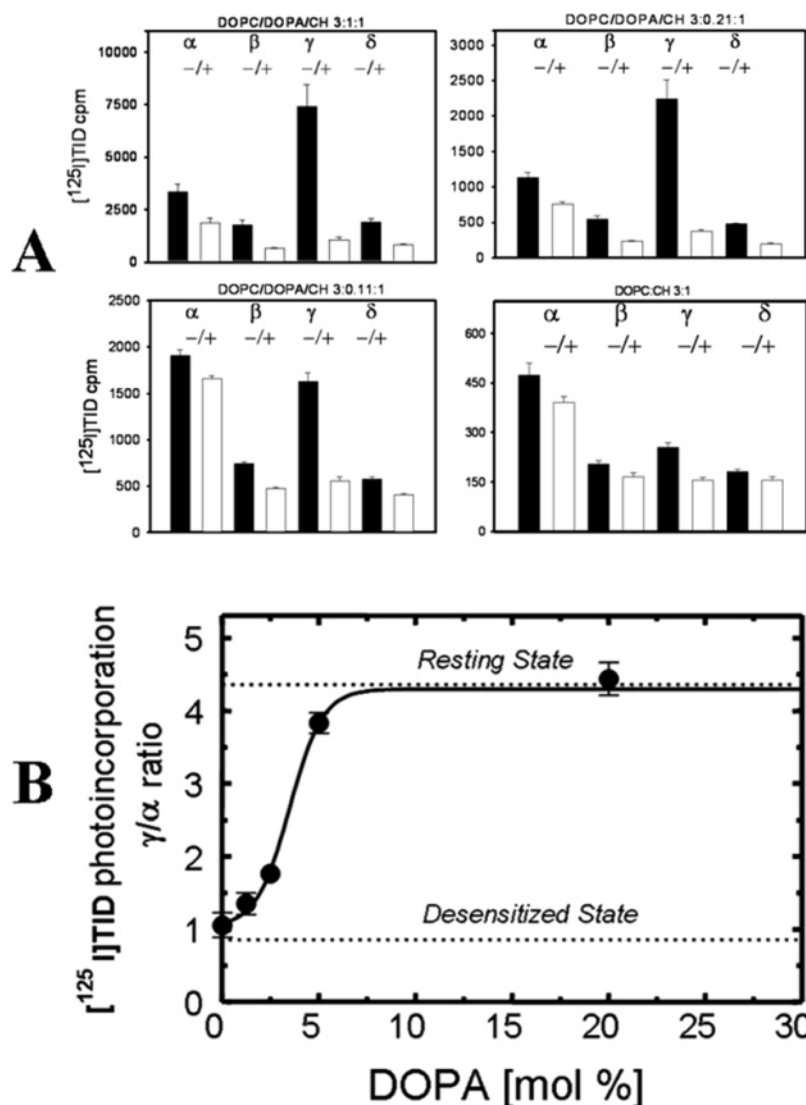 A
DOPC/DOPA/CH 3:1:1
[125I]TID cpm
10000
7500
5000
2500
0
α β γ δ
−/+ −/+ −/+ −/+
DOPC/DOPA/CH 3:0.21:1
3000
2500
2000
1500
1000
500
0
α β γ δ
−/+ −/+ −/+ −/+
DOPC/DOPA/CH 3:0.11:1
[125I]TID cpm
2500
2000
1500
1000
500
0
α β γ δ
−/+ −/+ −/+ −/+
DOPC:CH 3:1
600
450
300
150
0
α β γ δ
−/+ −/+ −/+ −/+
B
[125 I]TID photoincorporation
γ/α ratio
5
4
3
2
1
0
Resting State
Desensitized State
0 5 10 15 20 25 30
DOPA [mol %]